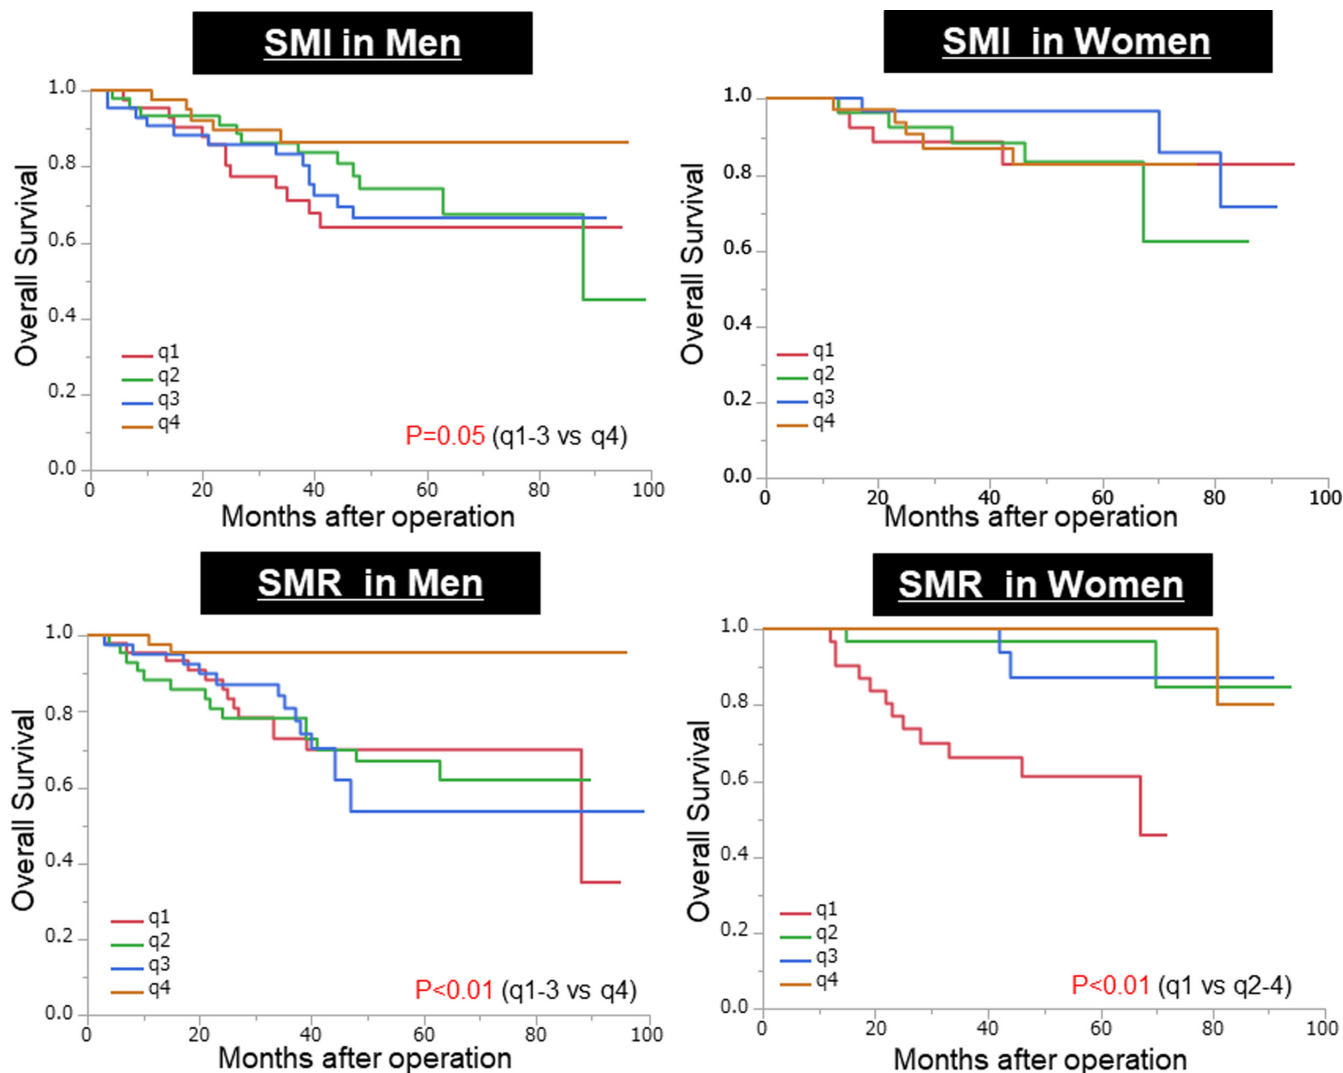 SMI in Men
1.0
0.8
0.6
0.4
0.2
0.0
Overall Survival
q1
q2
q3
q4
P=0.05 (q1-3 vs q4)
0 20 40 60 80 100
Months after operation
SMI in Women
1.0
0.8
0.6
0.4
0.2
0.0
Overall Survival
q1
q2
q3
q4
0 20 40 60 80 100
Months after operation
SMR in Men
1.0
0.8
0.6
0.4
0.2
0.0
Overall Survival
q1
q2
q3
q4
P<0.01 (q1-3 vs q4)
0 20 40 60 80 100
Months after operation
SMR in Women
1.0
0.8
0.6
0.4
0.2
0.0
Overall Survival
q1
q2
q3
q4
P<0.01 (q1 vs q2-4)
0 20 40 60 80 100
Months after operation